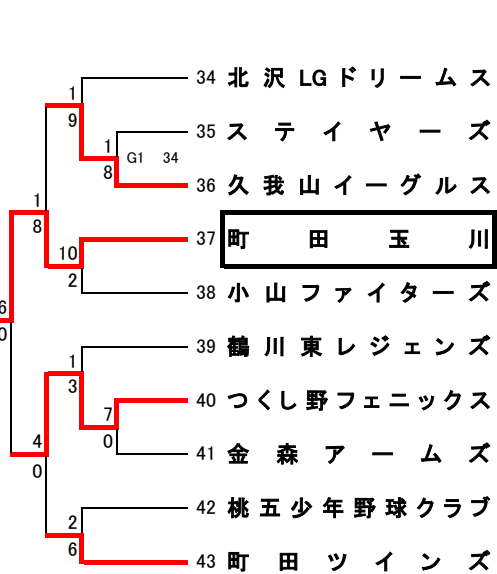 34 北沢LGドリームス
1
9
35 ステイヤーズ
1
G1 34
8
36 久我山イーグルス
1
8
37 町田玉川
10
2
38 小山ファイターズ
6
0
39 鶴川東レジェンズ
1
3
40 つくし野フェニックス
7
0
41 金森アームズ
4
0
42 桃五少年野球クラブ
2
6
43 町田ツインズ